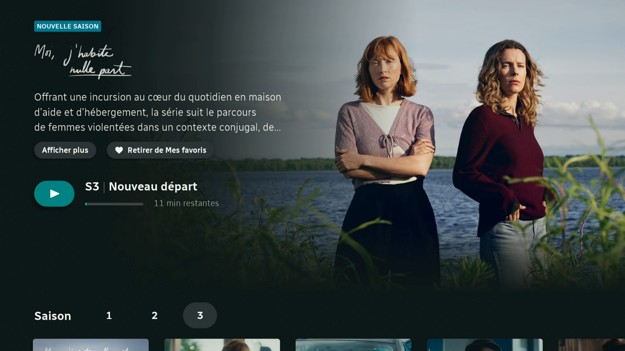 NOUVELLE SAISON
Moi, j'habite
nulle part
Offrant une incursion au cœur du quotidien en maison
d'aide et d'hébergement, la série suit le parcours
de femmes violentées dans un contexte conjugal, de...
Afficher plus
Retirer de Mes favoris
S3 | Nouveau départ
11 min restantes
Saison 1 2 3